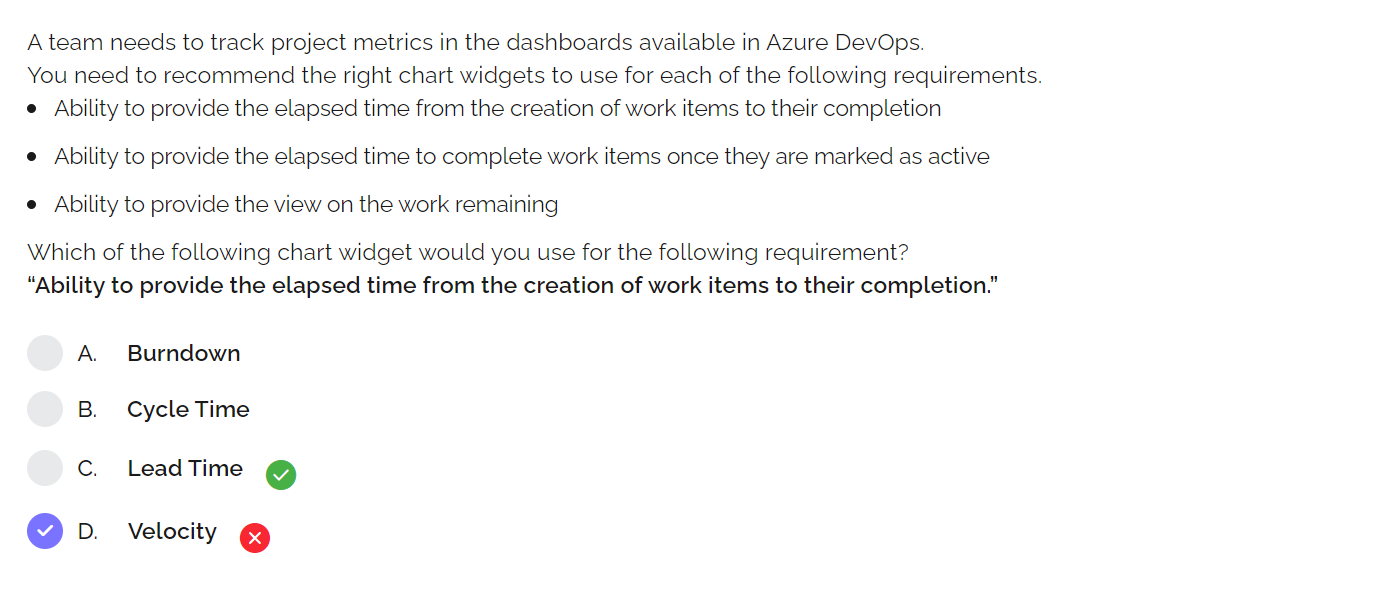 A team needs to track project metrics in the dashboards available in Azure DevOps.
You need to recommend the right chart widgets to use for each of the following requirements.
• Ability to provide the elapsed time from the creation of work items to their completion
• Ability to provide the elapsed time to complete work items once they are marked as active
• Ability to provide the view on the work remaining
Which of the following chart widget would you use for the following requirement?
“Ability to provide the elapsed time from the creation of work items to their completion.”
A. Burndown
B. Cycle Time
C. Lead Time
D. Velocity